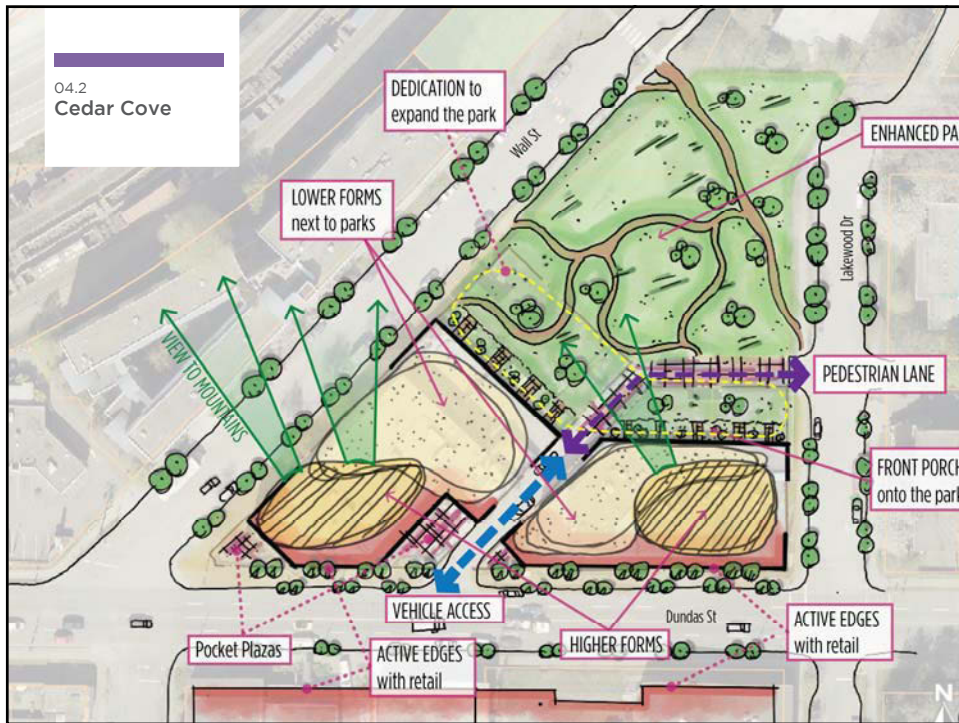 04.2
Cedar Cove
DEDICATION to
expand the park
Wall St
ENHANCED PA
LOWER FORMS
next to parks
Lakewood Dr
VIEW TO MOUNTAINS
PEDESTRIAN LANE
FRONT PORCH
onto the park
VEHICLE ACCESS
Dundas St
Pocket Plazas
ACTIVE EDGES
with retail
HIGHER FORMS
ACTIVE EDGES
with retail
N